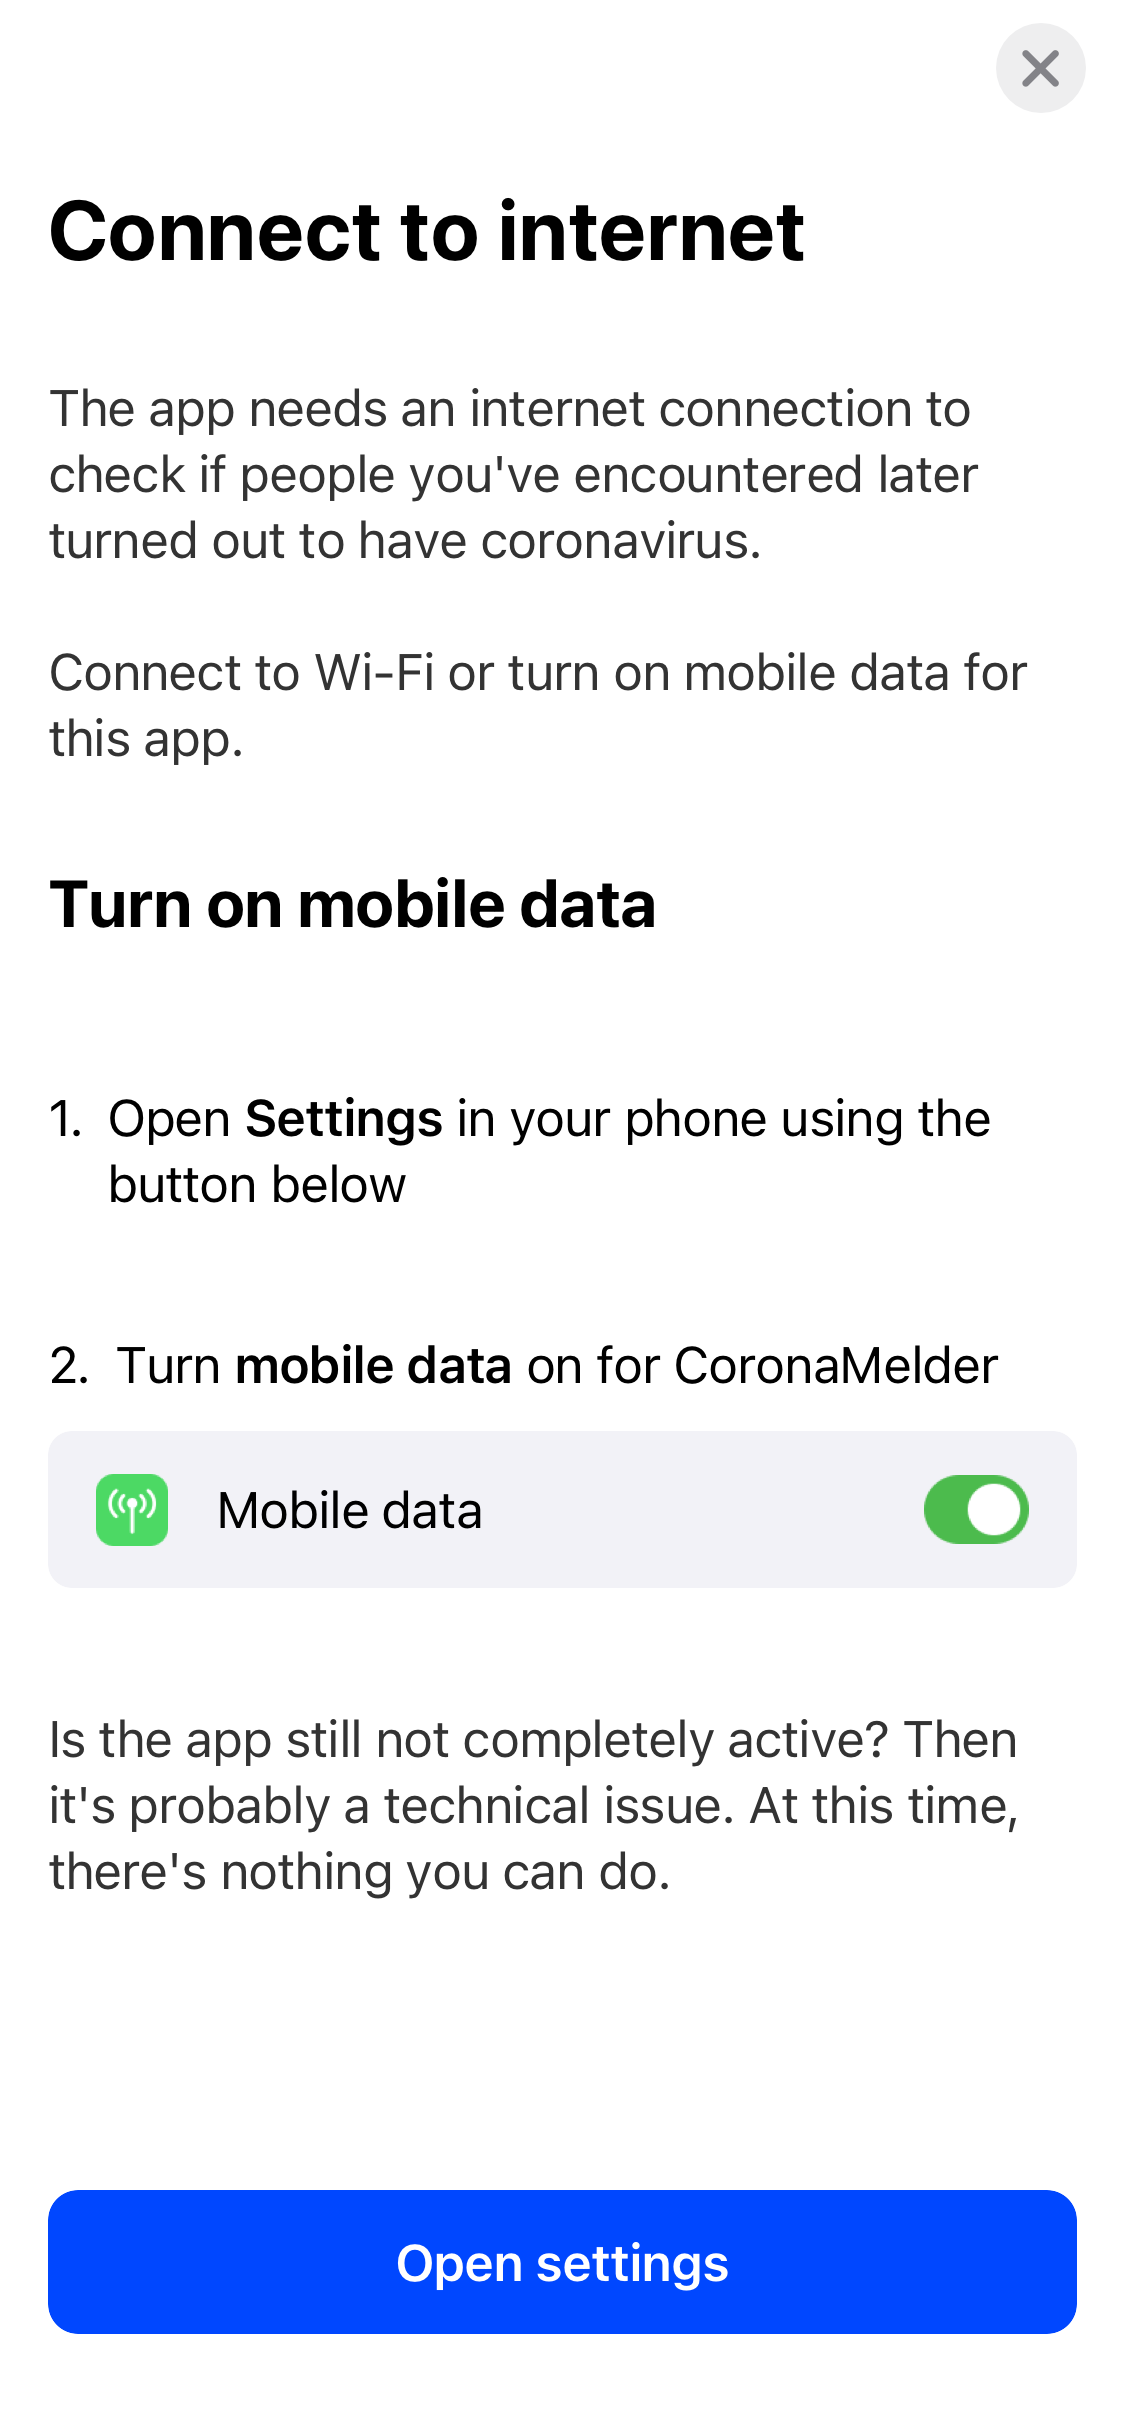 Connect to internet
The app needs an internet connection to
check if people you've encountered later
turned out to have coronavirus.
Connect to Wi-Fi or turn on mobile data for
this app.
Turn on mobile data
1. Open Settings in your phone using the
button below
2. Turn mobile data on for CoronaMelder
Mobile data
Is the app still not completely active? Then
it's probably a technical issue. At this time,
there's nothing you can do.
Open settings